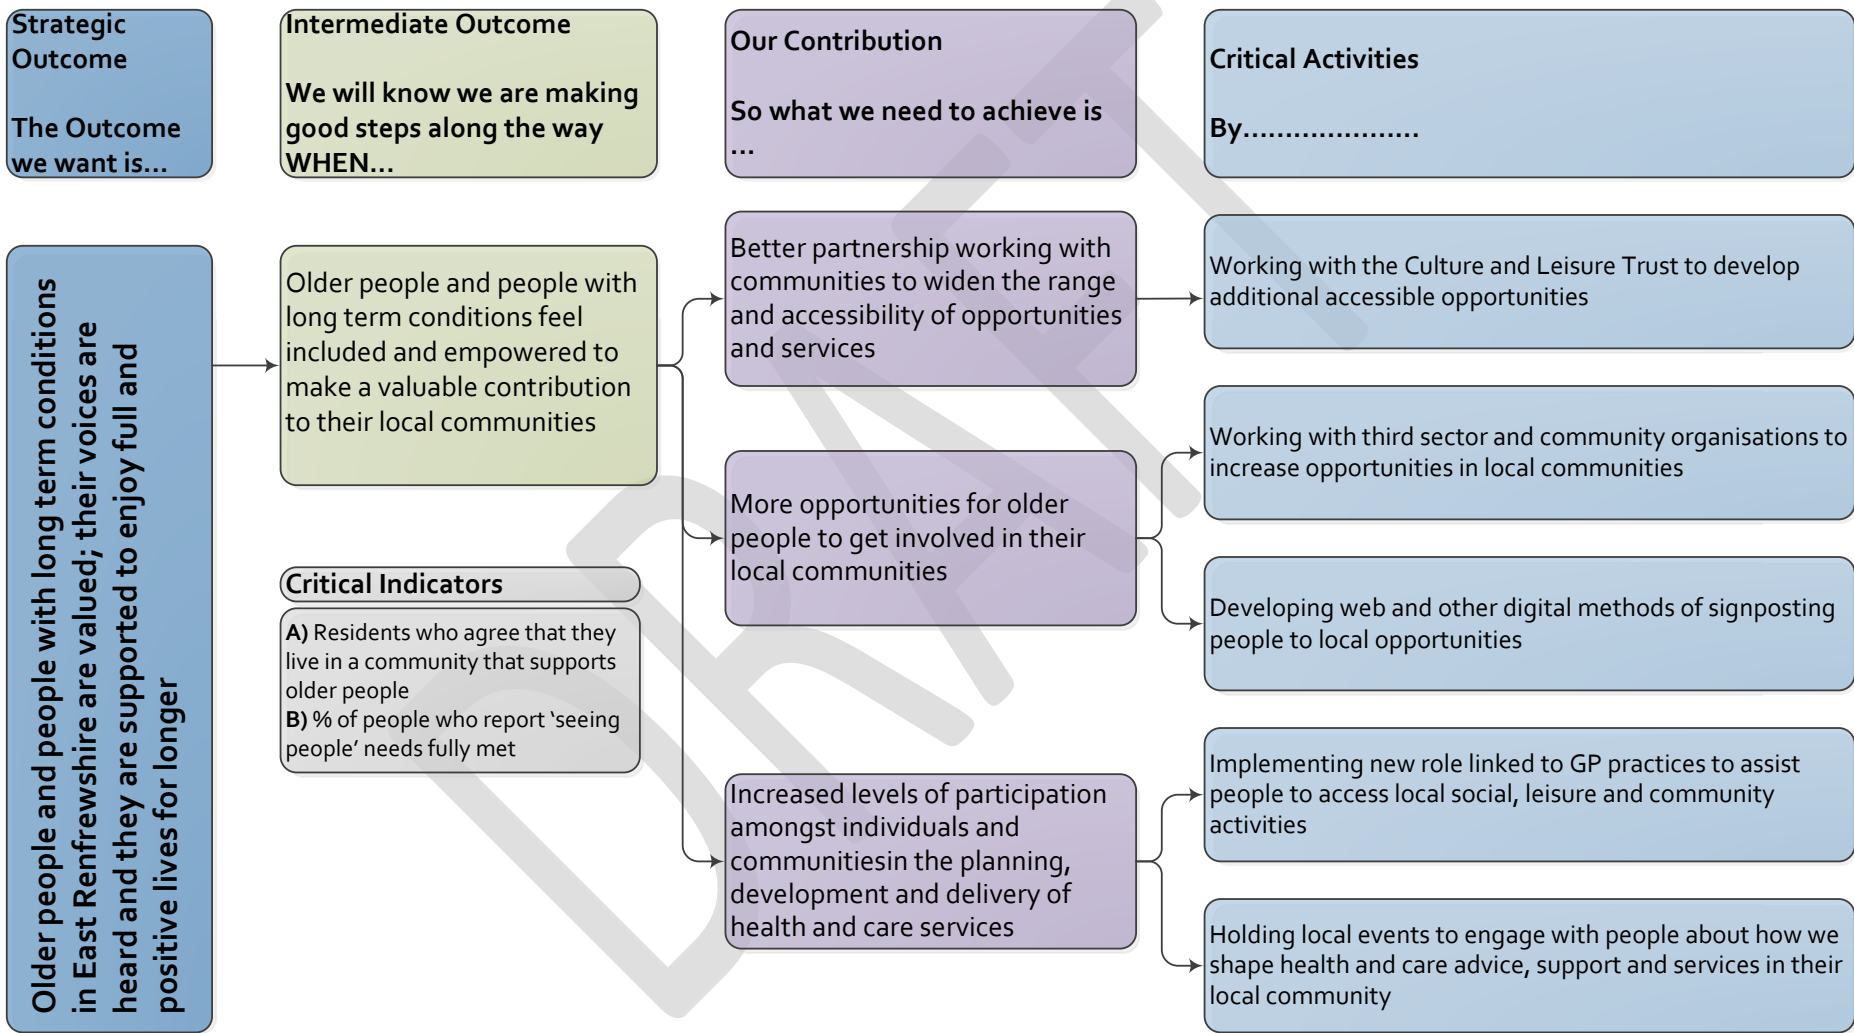 Strategic
Outcome
The Outcome
we want is...
Intermediate Outcome
We will know we are making
good steps along the way
WHEN...
Our Contribution
So what we need to achieve is
...
Critical Activities
By.....................
Older people and people with long term conditions
in East Renfrewshire are valued; their voices are
heard and they are supported to enjoy full and
positive lives for longer
Older people and people with
long term conditions feel
included and empowered to
make a valuable contribution
to their local communities
Critical Indicators
A) Residents who agree that they
live in a community that supports
older people
B) % of people who report ‘seeing
people’ needs fully met
Better partnership working with
communities to widen the range
and accessibility of opportunities
and services
More opportunities for older
people to get involved in their
local communities
Increased levels of participation
amongst individuals and
communitiesin the planning,
development and delivery of
health and care services
Working with the Culture and Leisure Trust to develop
additional accessible opportunities
Working with third sector and community organisations to
increase opportunities in local communities
Developing web and other digital methods of signposting
people to local opportunities
Implementing new role linked to GP practices to assist
people to access local social, leisure and community
activities
Holding local events to engage with people about how we
shape health and care advice, support and services in their
local community
DRAFT